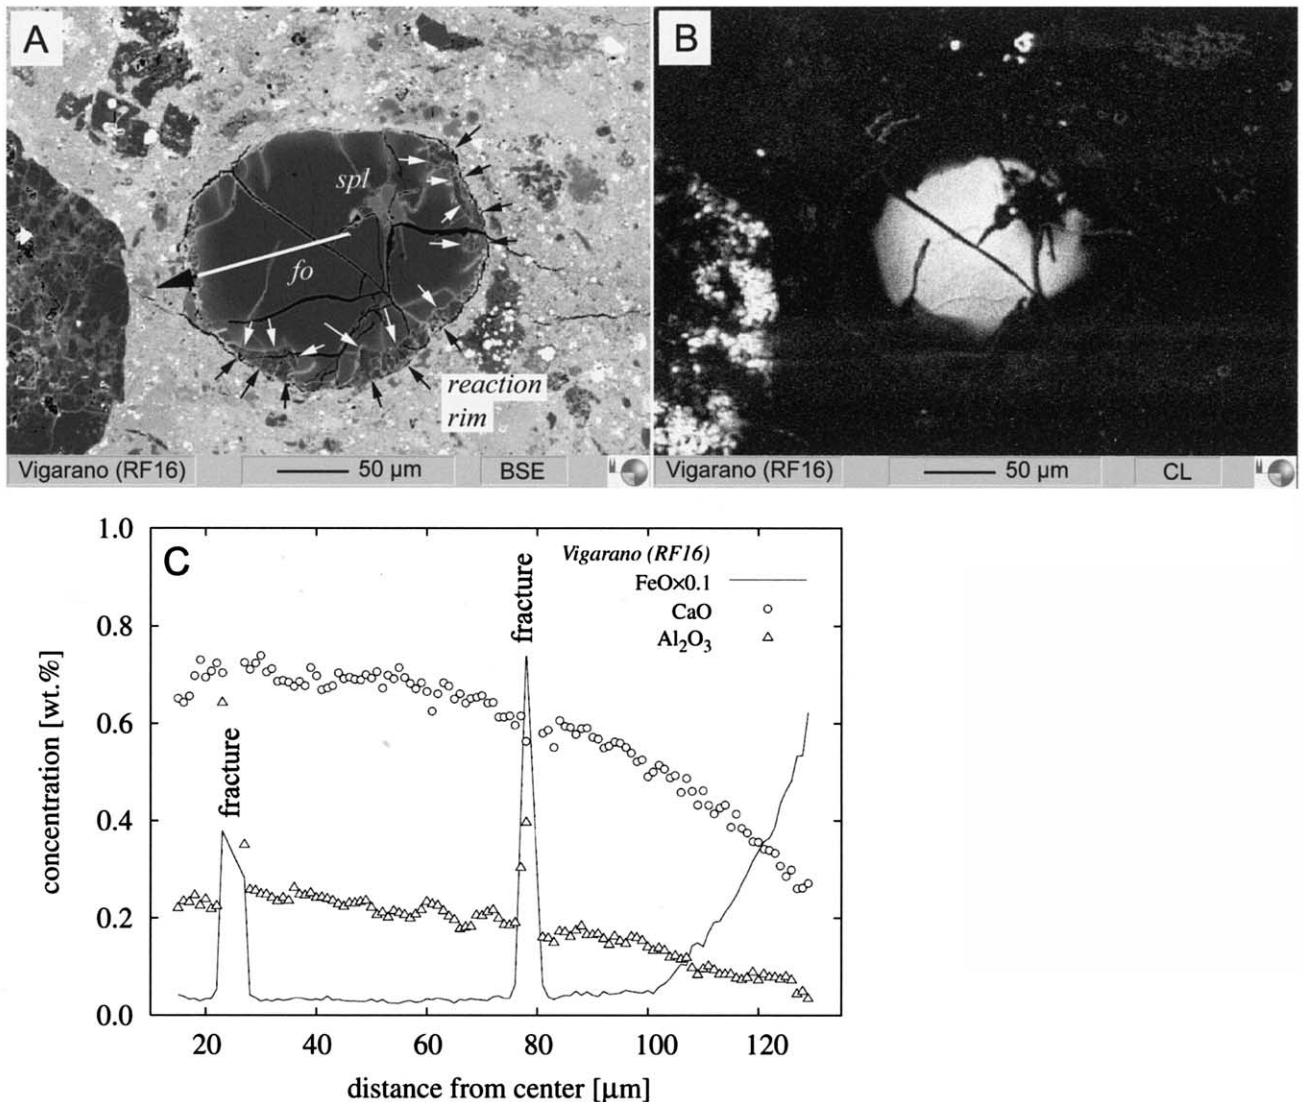 A
spl
fo
reaction
rim
Vigarano (RF16)
50 µm
BSE
B
Vigarano (RF16)
50 µm
CL
C
Vigarano (RF16)
FeO×0.1
CaO
Al₂O₃
fracture
fracture
1.0
0.8
0.6
0.4
0.2
0.0
concentration [wt.%]
20 40 60 80 100 120
distance from center [µm]